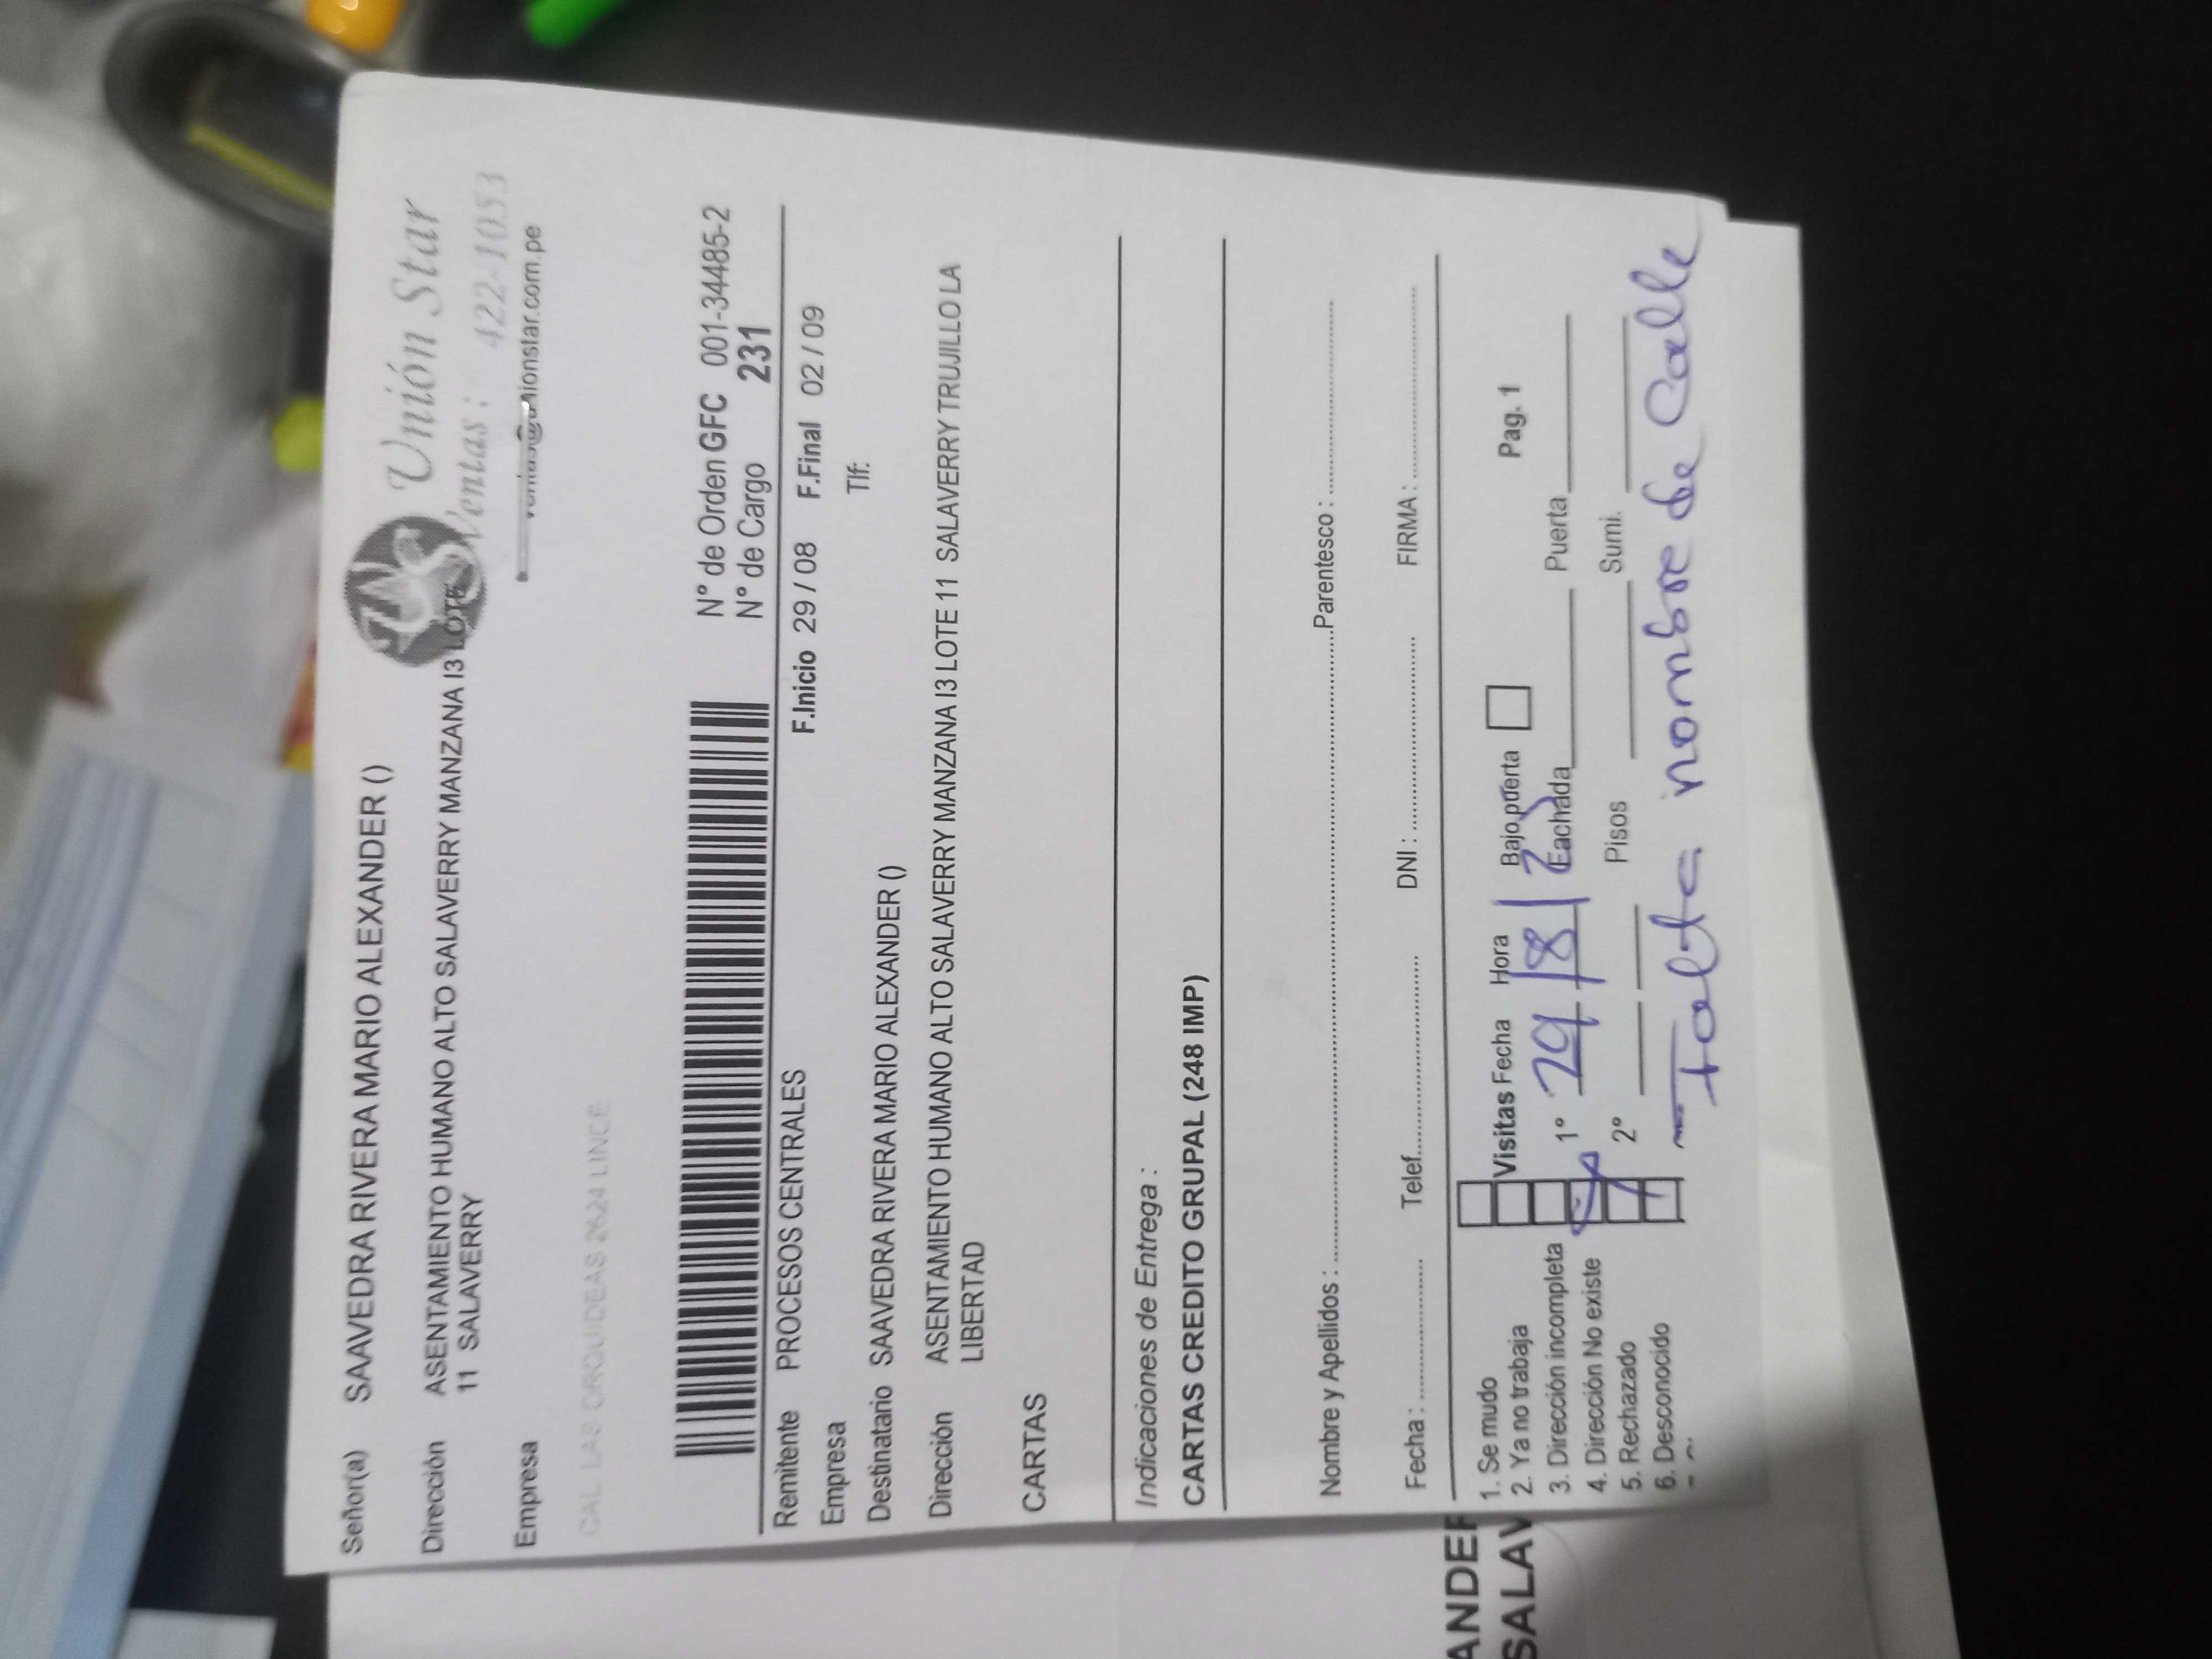 Señor(a) SAAVEDRA RIVERA MARIO ALEXANDER ()
Unión Star
Ventas : 422-1053
Dirección ASENTAMIENTO HUMANO ALTO SALAVERRY MANZANA I3 LOTE
11 SALAVERRY
Empresa
CAL LAS ORQUIDEAS 2624 LINCE
N° de Orden GFC 001-34485-2
N° de Cargo 231
Remitente PROCESOS CENTRALES
F.Inicio 29 / 08 F.Final 02 / 09
Empresa
Tlf:
Destinatario SAAVEDRA RIVERA MARIO ALEXANDER ()
Dirección ASENTAMIENTO HUMANO ALTO SALAVERRY MANZANA I3 LOTE 11 SALAVERRY TRUJILLO LA
LIBERTAD
CARTAS
Indicaciones de Entrega :
CARTAS CREDITO GRUPAL (248 IMP)
Nombre y Apellidos : Parentesco :
Fecha : Telef. DNI : FIRMA :
1. Se mudo
2. Ya no trabaja
3. Dirección incompleta
4. Dirección No existe
5. Rechazado
6. Desconocido
Visitas Fecha Hora Bajo puerta Pag. 1
1° 29 / 8 / Fachada Puerta
2° Pisos Sumi.
Falta nombre de Calle
ANDER
SALAV